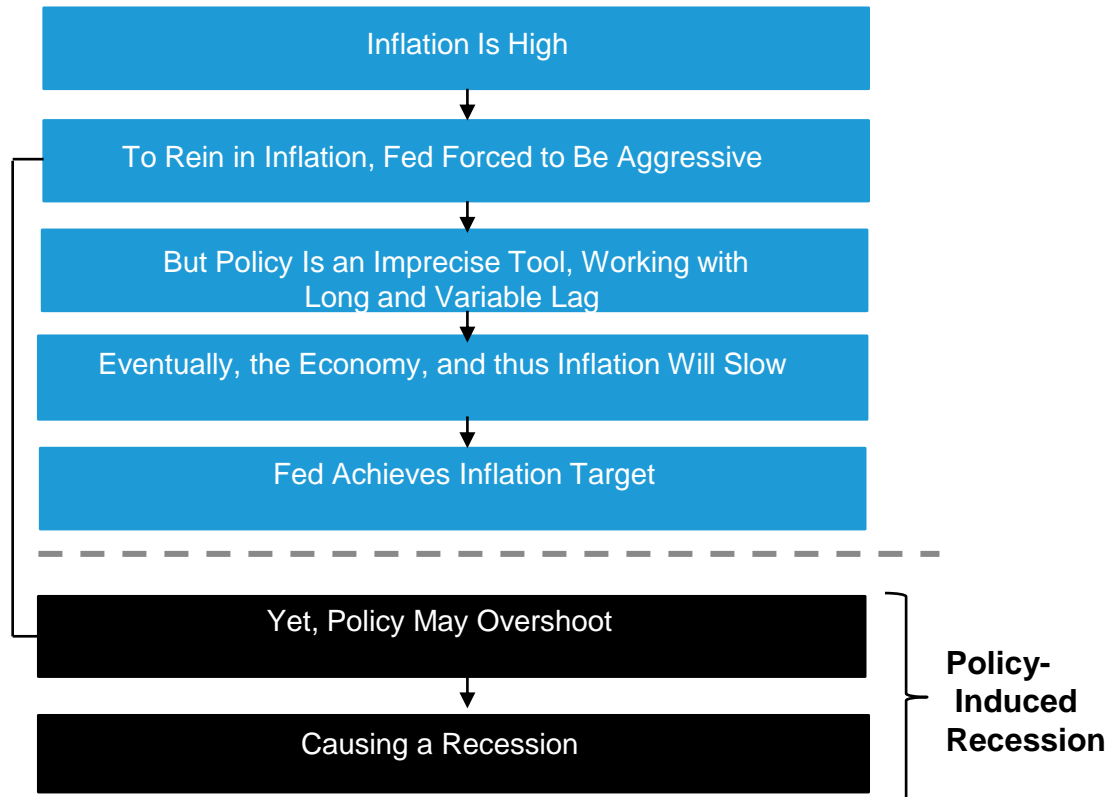 Inflation Is High
To Rein in Inflation, Fed Forced to Be Aggressive
But Policy Is an Imprecise Tool, Working with
Long and Variable Lag
Eventually, the Economy, and thus Inflation Will Slow
Fed Achieves Inflation Target
Yet, Policy May Overshoot
Causing a Recession
Policy-
Induced
Recession